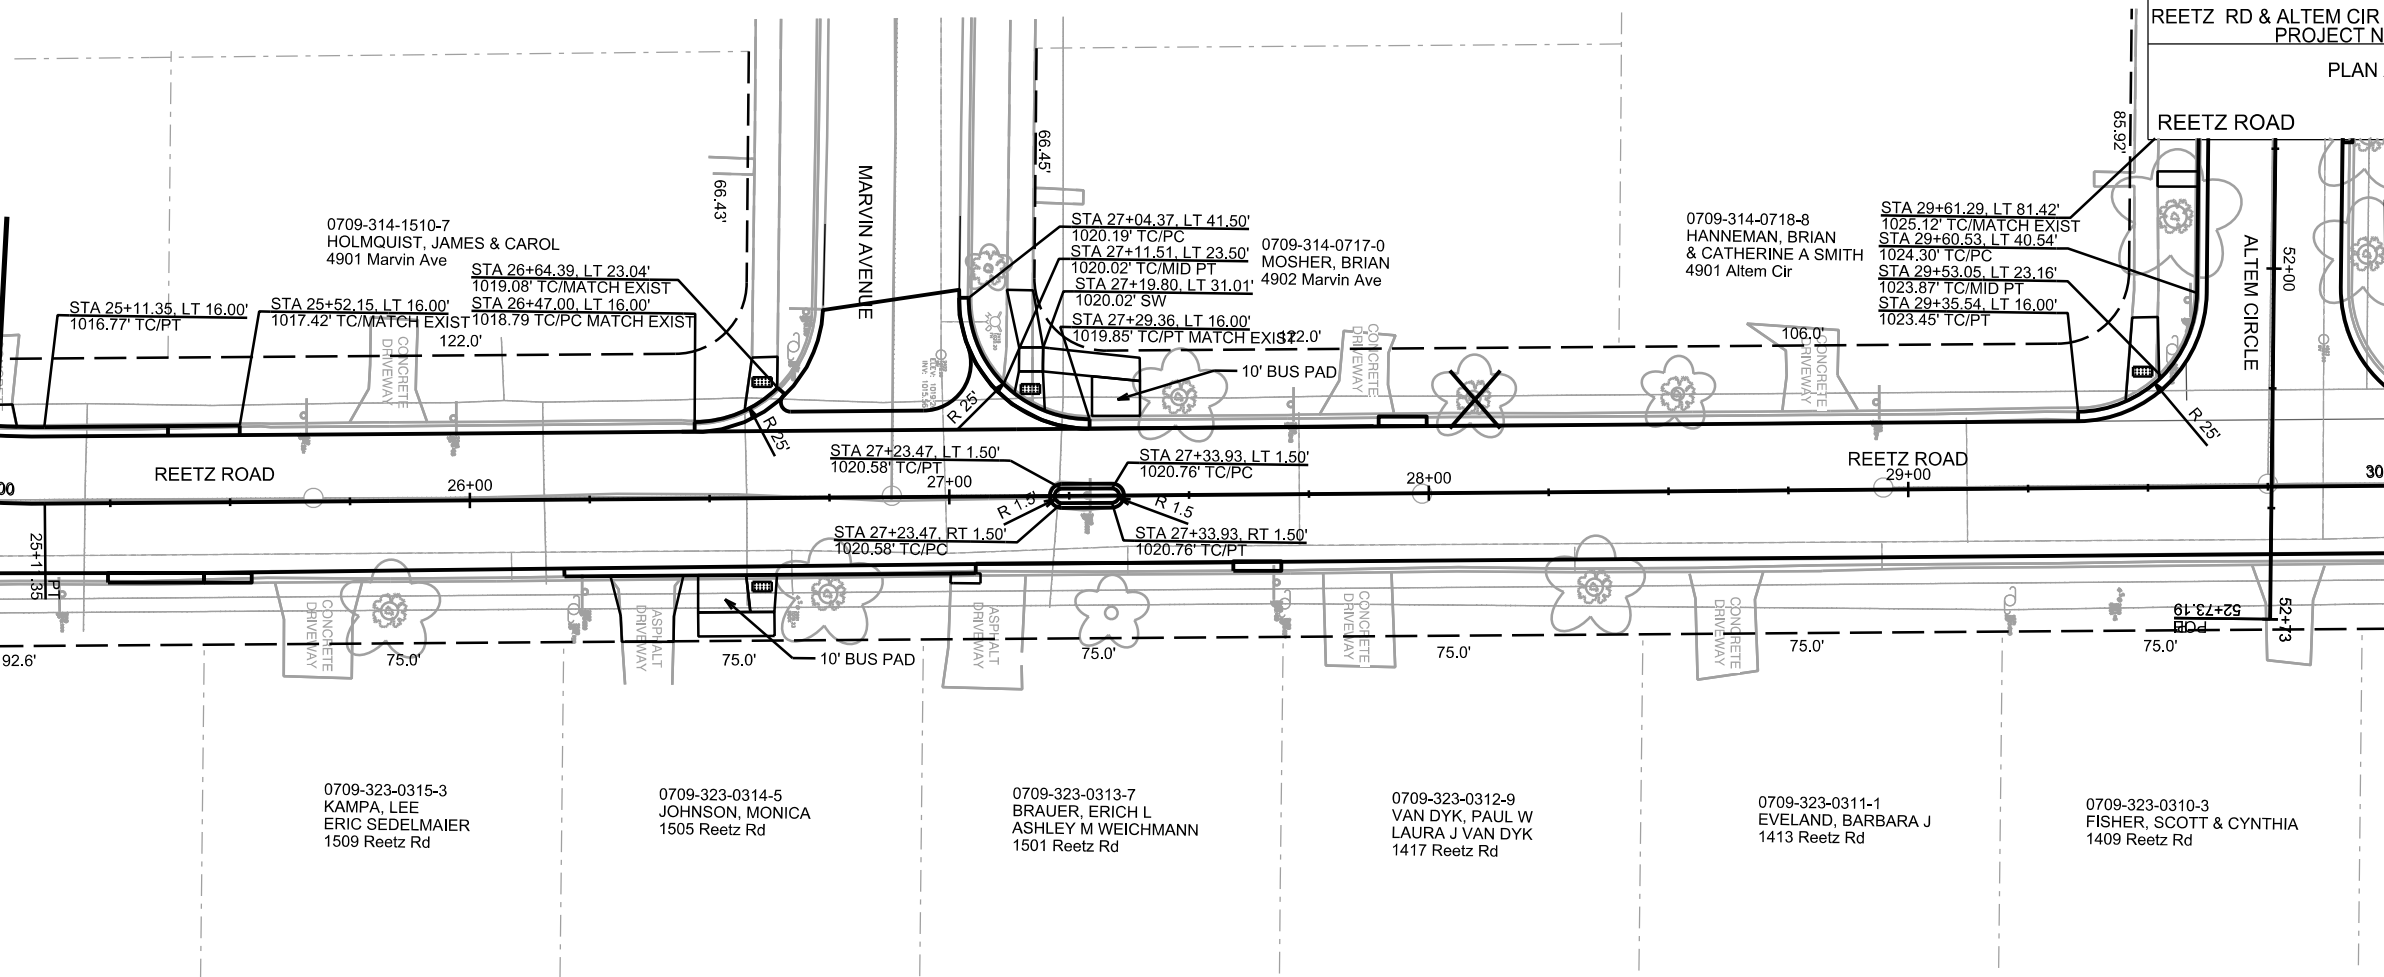 REETZ RD & ALTEM CIR
PROJECT N
PLAN
REETZ ROAD
85.92'
66.45'
66.43'
MARVIN AVENUE
0709-314-1510-7
HOLMQUIST, JAMES & CAROL
4901 Marvin Ave
STA 26+64.39, LT 23.04'
1019.08' TC/MATCH EXIST
STA 25+11.35, LT 16.00'
1016.77' TC/PT
STA 25+52.15, LT 16.00'
1017.42' TC/MATCH EXIST
STA 26+47.00, LT 16.00'
1018.79 TC/PC MATCH EXIST
122.0'
CONCRETE
DRIVEWAY
STA 27+04.37, LT 41.50'
1020.19' TC/PC
STA 27+11.51, LT 23.50'
1020.02' TC/MID PT
STA 27+19.80, LT 31.01'
1020.02' SW
STA 27+29.36, LT 16.00'
1019.85' TC/PT MATCH EXIST
122.0'
0709-314-0717-0
MOSHER, BRIAN
4902 Marvin Ave
CONCRETE
DRIVEWAY
10' BUS PAD
0709-314-0718-8
HANNEMAN, BRIAN
& CATHERINE A SMITH
4901 Altem Cir
STA 29+61.29, LT 81.42'
1025.12' TC/MATCH EXIST
STA 29+60.53, LT 40.54'
1024.30' TC/PC
STA 29+53.05, LT 23.16'
1023.87' TC/MID PT
STA 29+35.54, LT 16.00'
1023.45' TC/PT
106.0'
CONCRETE
DRIVEWAY
ALTEM CIRCLE
52+00
R 25'
R 25'
R 25'
REETZ ROAD
26+00
27+00
28+00
REETZ ROAD
29+00
30
00
STA 27+23.47, LT 1.50'
1020.58' TC/PT
STA 27+33.93, LT 1.50'
1020.76' TC/PC
R 1.5'
R 1.5
STA 27+23.47, RT 1.50'
1020.58' TC/PC
STA 27+33.93, RT 1.50'
1020.76' TC/PT
25+11.35
PT
CONCRETE
DRIVEWAY
ASPHALT
DRIVEWAY
ASPHALT
DRIVEWAY
CONCRETE
DRIVEWAY
CONCRETE
DRIVEWAY
52+73.19
52+73
92.6'
75.0'
75.0'
10' BUS PAD
75.0'
75.0'
75.0'
75.0'
0709-323-0315-3
KAMPA, LEE
ERIC SEDELMAIER
1509 Reetz Rd
0709-323-0314-5
JOHNSON, MONICA
1505 Reetz Rd
0709-323-0313-7
BRAUER, ERICH L
ASHLEY M WEICHMANN
1501 Reetz Rd
0709-323-0312-9
VAN DYK, PAUL W
LAURA J VAN DYK
1417 Reetz Rd
0709-323-0311-1
EVELAND, BARBARA J
1413 Reetz Rd
0709-323-0310-3
FISHER, SCOTT & CYNTHIA
1409 Reetz Rd